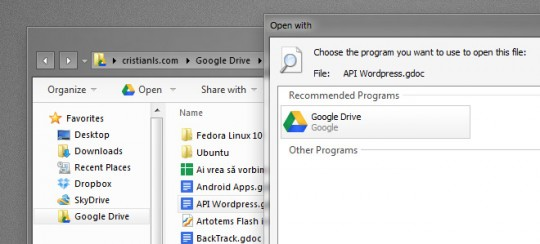 cristianls.com
Google Drive
Organize
Open
Share with
Favorites
Desktop
Downloads
Recent Places
Dropbox
SkyDrive
Google Drive
Name
Fedora Linux 10
Ubuntu
Ai vrea să vorbim
Android Apps.gd
API Wordpress.g
Artotems Flash i
BackTrack.gdoc
Open with
Choose the program you want to use to open this file:
File: API Wordpress.gdoc
Recommended Programs
Google Drive
Google
Other Programs